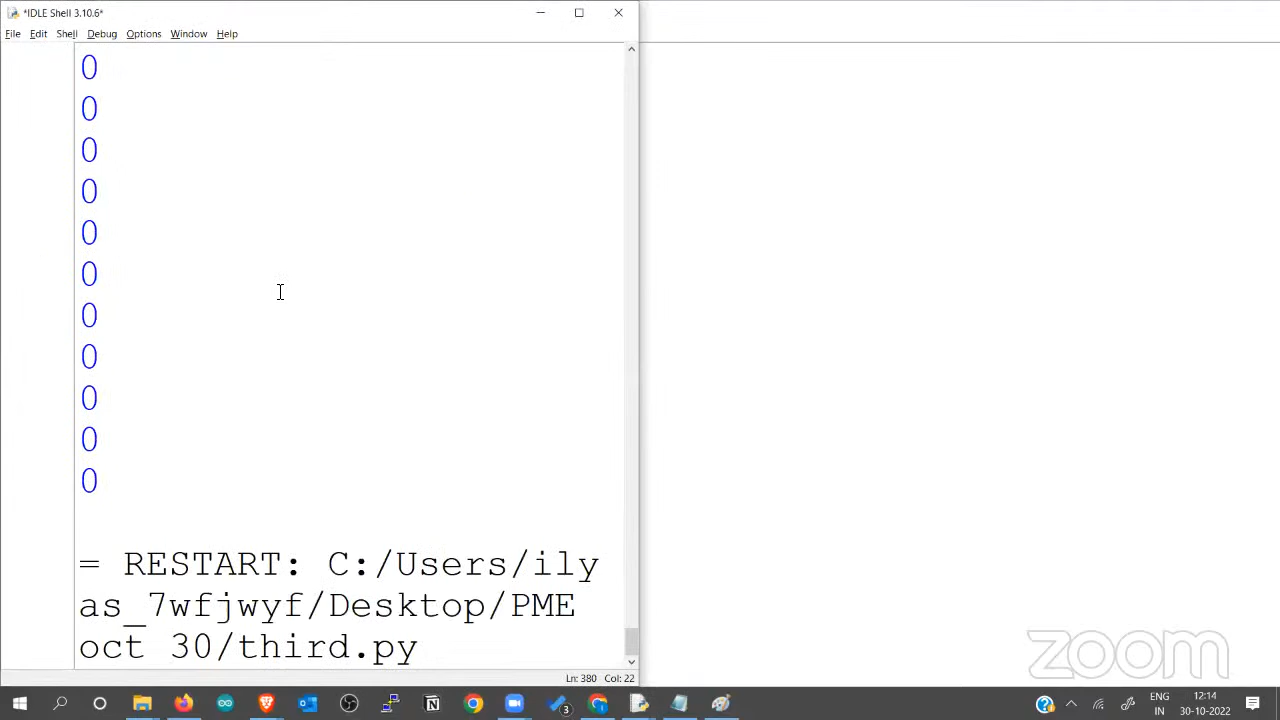 *IDLE Shell 3.10.6*
File Edit Shell Debug Options Window Help
0
0
0
0
0
0
0
0
0
0
0
= RESTART: C:/Users/ily
as_7wfjwyf/Desktop/PME
oct 30/third.py
Ln: 380 Col: 22
zoom
3
ENG
IN
12:14
30-10-2022